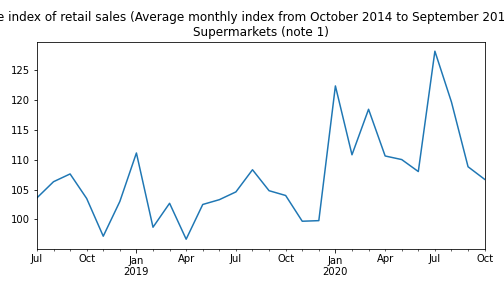 e index of retail sales (Average monthly index from October 2014 to September 201
Supermarkets (note 1)
125
120
115
110
105
100
Jul Oct Jan Apr Jul Oct Jan Apr Jul Oct
2019 2020